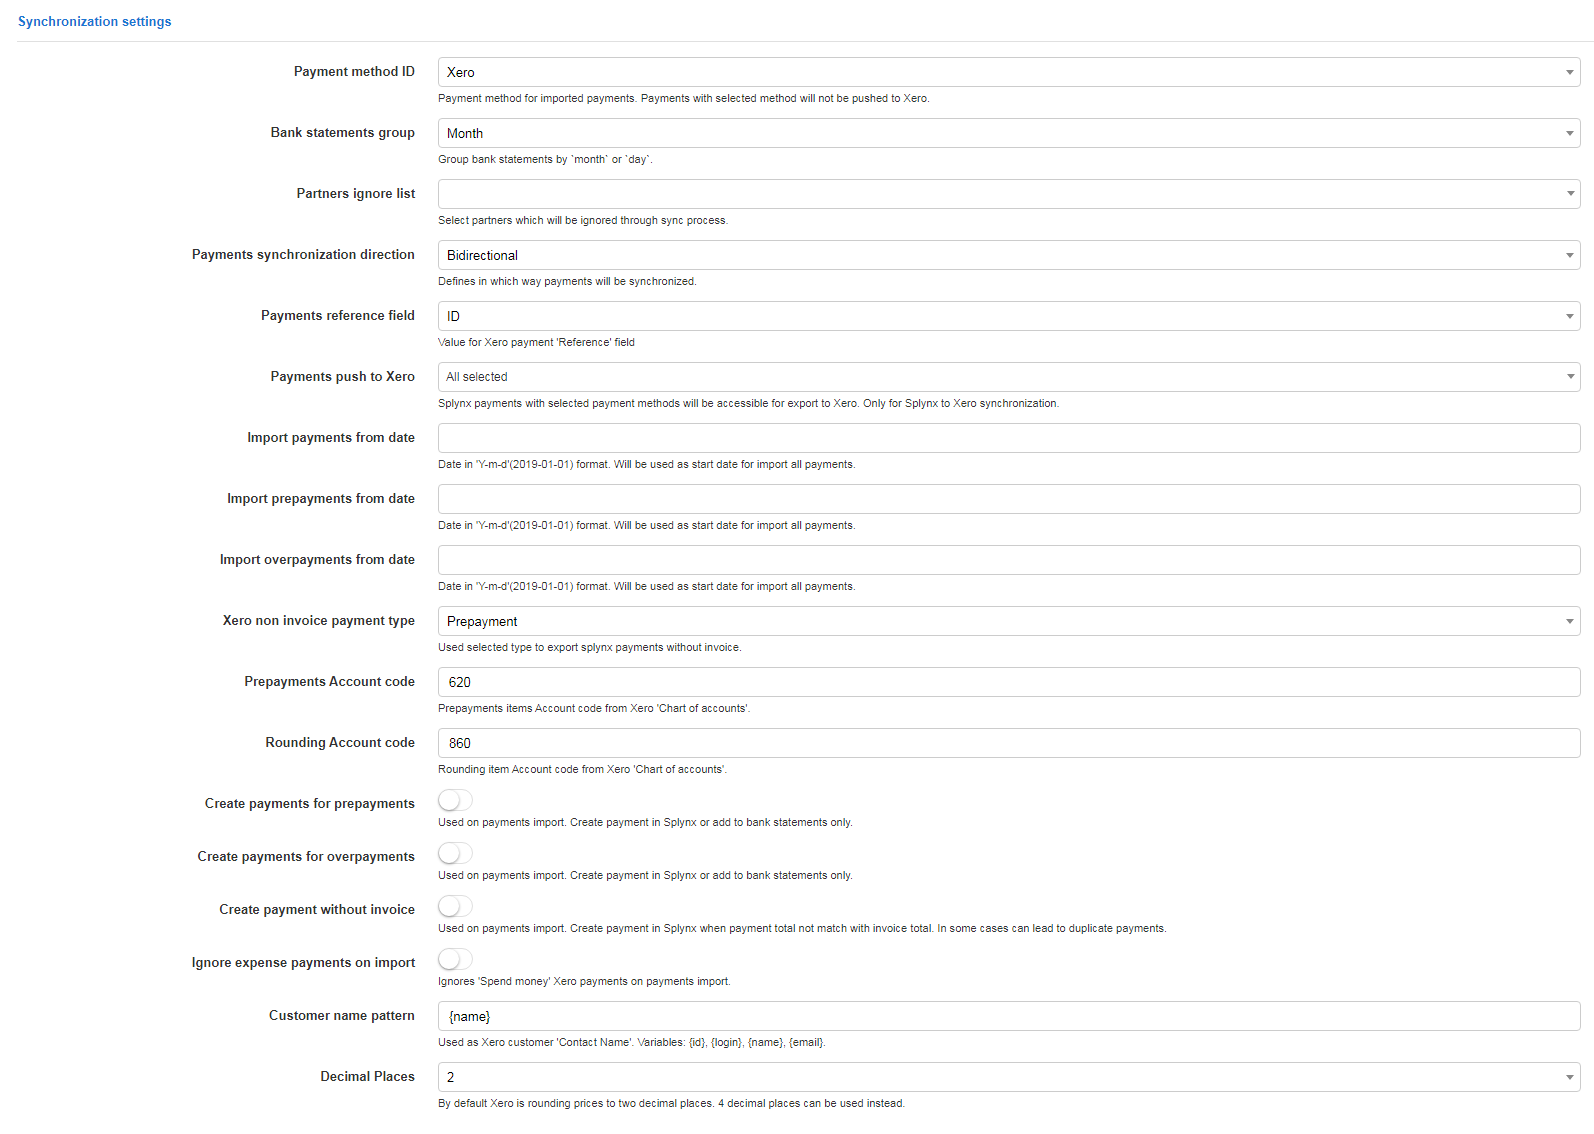 Synchronization settings
Payment method ID
Xero
Payment method for imported payments. Payments with selected method will not be pushed to Xero.
Bank statements group
Month
Group bank statements by `month` or `day`.
Partners ignore list
Select partners which will be ignored through sync process.
Payments synchronization direction
Bidirectional
Defines in which way payments will be synchronized.
Payments reference field
ID
Value for Xero payment 'Reference' field
Payments push to Xero
All selected
Splynx payments with selected payment methods will be accessible for export to Xero. Only for Splynx to Xero synchronization.
Import payments from date
Date in 'Y-m-d'(2019-01-01) format. Will be used as start date for import all payments.
Import prepayments from date
Date in 'Y-m-d'(2019-01-01) format. Will be used as start date for import all payments.
Import overpayments from date
Date in 'Y-m-d'(2019-01-01) format. Will be used as start date for import all payments.
Xero non invoice payment type
Prepayment
Used selected type to export splynx payments without invoice.
Prepayments Account code
620
Prepayments items Account code from Xero 'Chart of accounts'.
Rounding Account code
860
Rounding item Account code from Xero 'Chart of accounts'.
Create payments for prepayments
Used on payments import. Create payment in Splynx or add to bank statements only.
Create payments for overpayments
Used on payments import. Create payment in Splynx or add to bank statements only.
Create payment without invoice
Used on payments import. Create payment in Splynx when payment total not match with invoice total. In some cases can lead to duplicate payments.
Ignore expense payments on import
Ignores 'Spend money' Xero payments on payments import.
Customer name pattern
{name}
Used as Xero customer 'Contact Name'. Variables: {id}, {login}, {name}, {email}.
Decimal Places
2
By default Xero is rounding prices to two decimal places. 4 decimal places can be used instead.